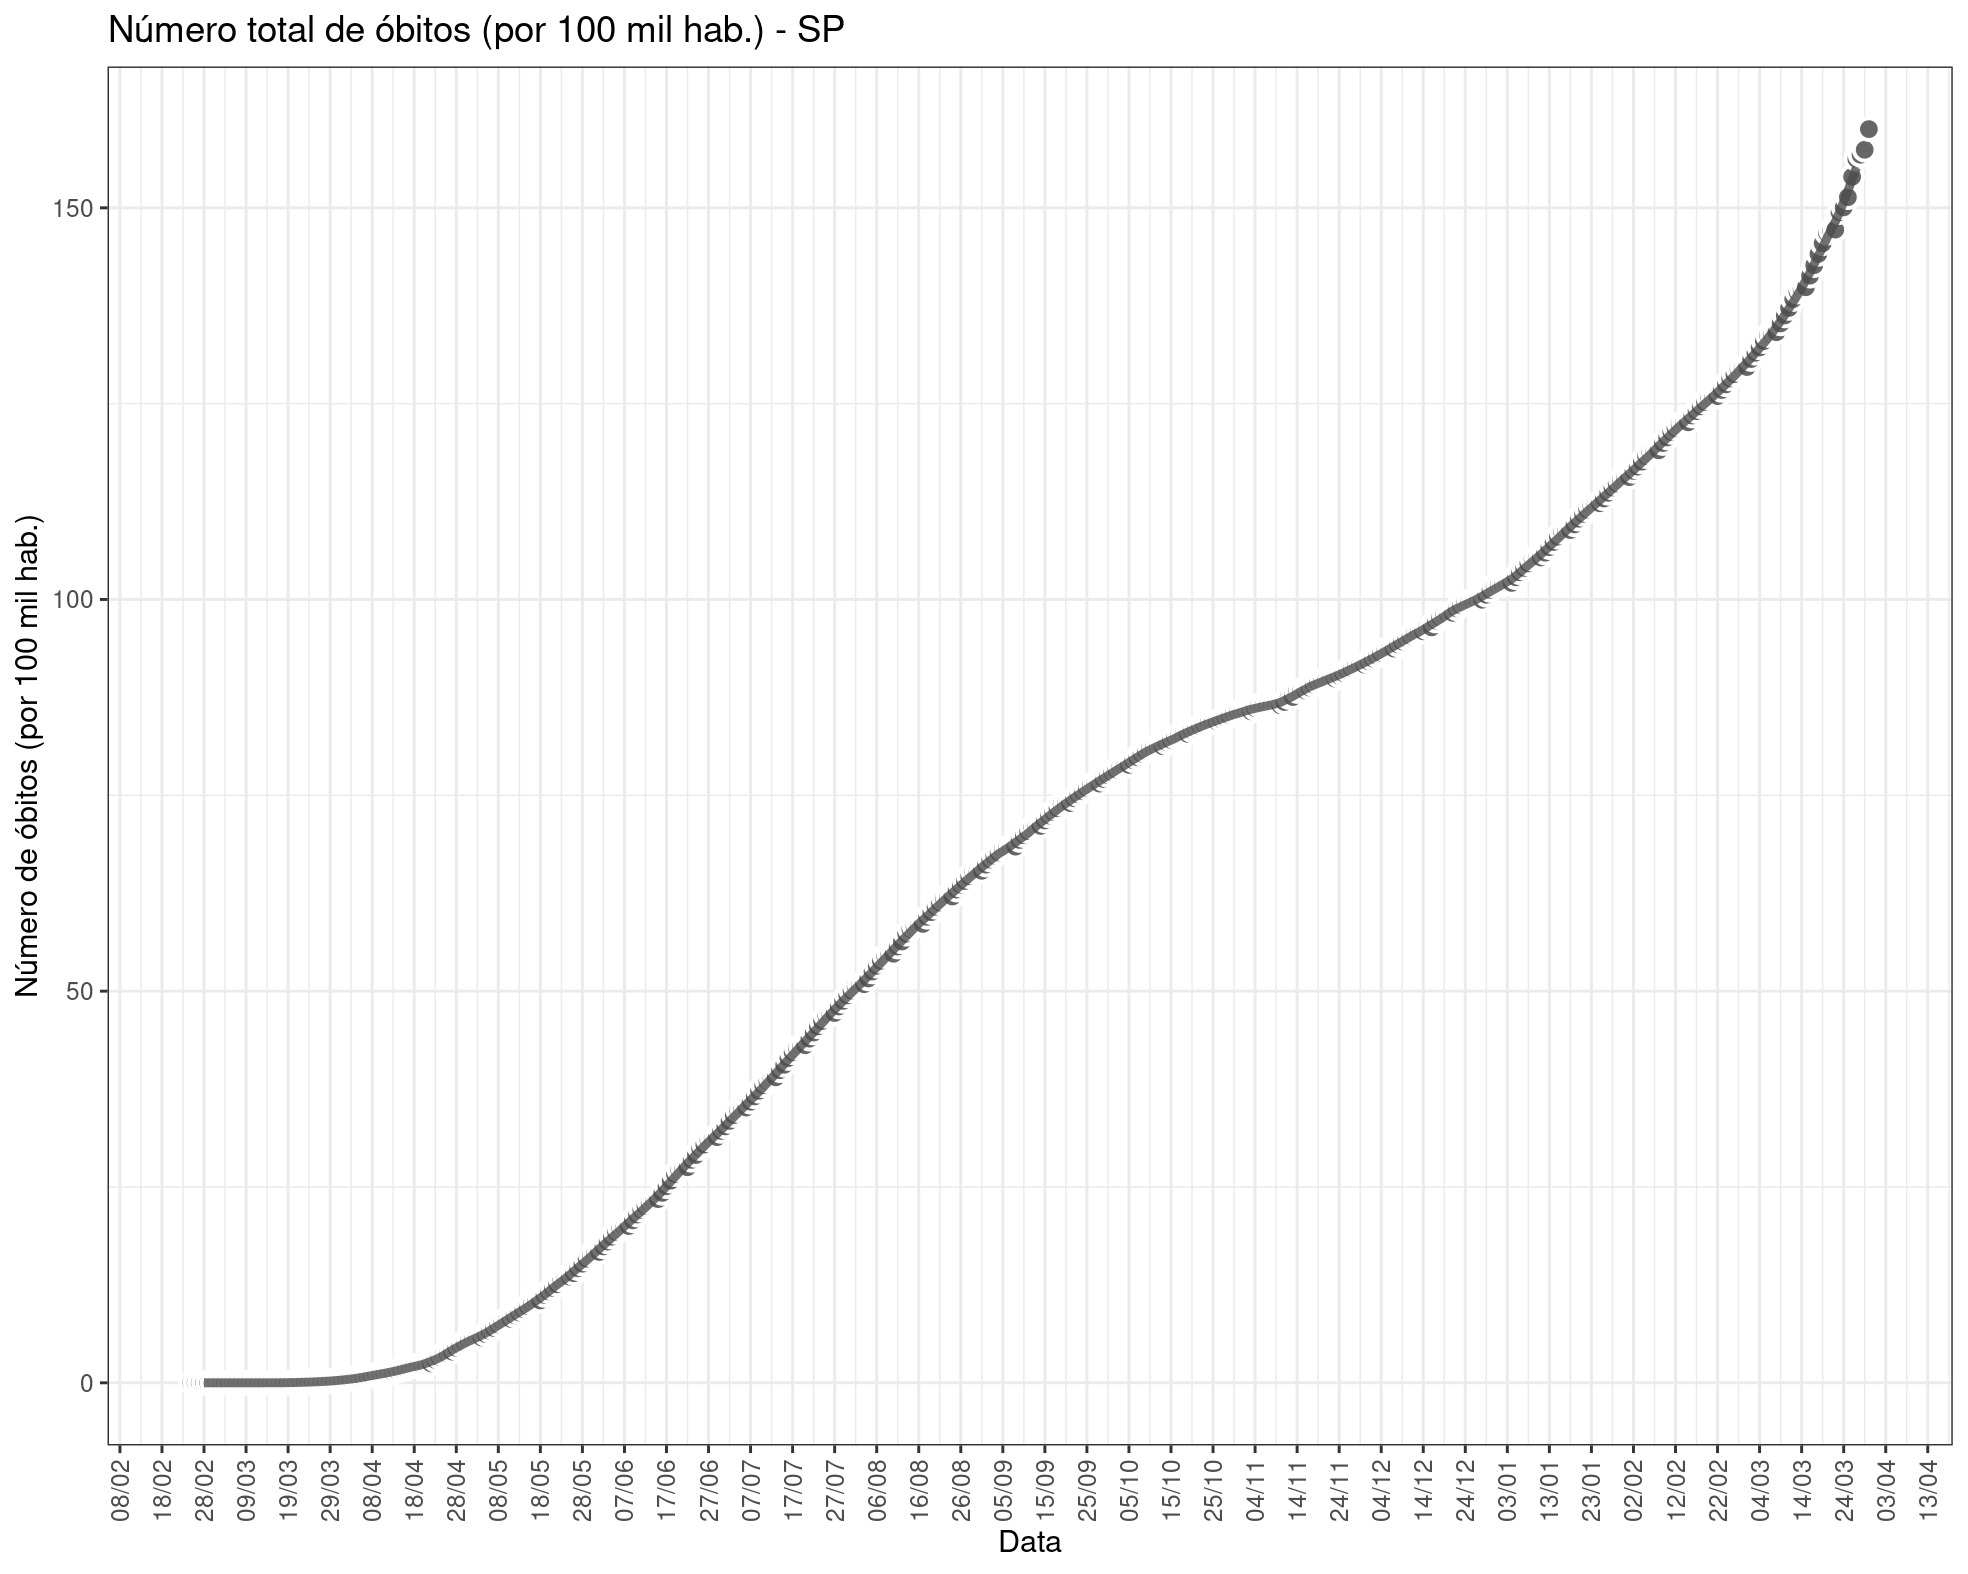 Número total de óbitos (por 100 mil hab.) - SP
Número de óbitos (por 100 mil hab.)
150
100
50
0
08/02 18/02 28/02 09/03 19/03 29/03 08/04 18/04 28/04 08/05 18/05 28/05 07/06 17/06 27/06 07/07 17/07 27/07 06/08 16/08 26/08 05/09 15/09 25/09 05/10 15/10 25/10 04/11 14/11 24/11 04/12 14/12 24/12 03/01 13/01 23/01 02/02 12/02 22/02 04/03 14/03 24/03 03/04 13/04
Data